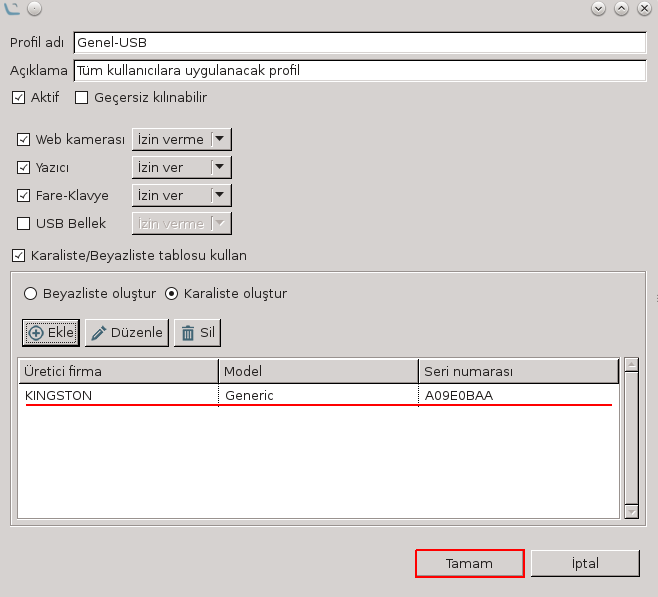 Profil adı Genel-USB
Açıklama Tüm kullanıcılara uygulanacak profil
Aktif Geçersiz kılınabilir
Web kamerası İzin verme
Yazıcı İzin ver
Fare-Klavye İzin ver
USB Bellek İzin verme
Karaliste/Beyazliste tablosu kullan
Beyazliste oluştur Karaliste oluştur
Ekle Düzenle Sil
Üretici firma Model Seri numarası
KINGSTON Generic A09E0BAA
Tamam İptal